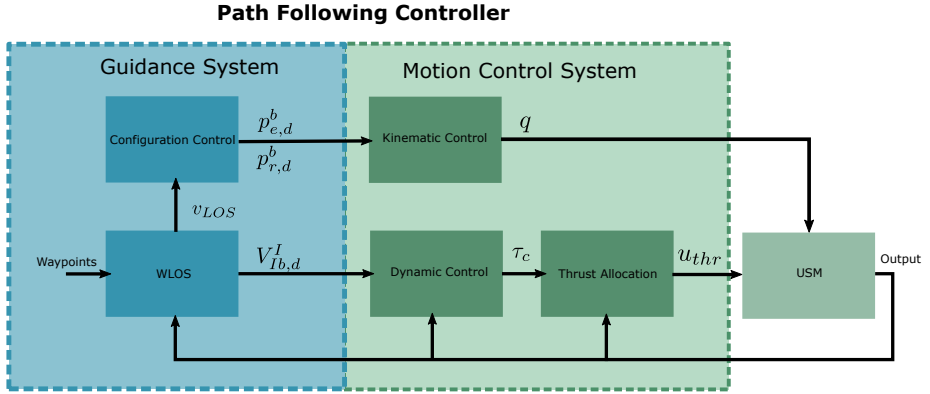 Path Following Controller
Guidance System
Motion Control System
Configuration Control
p^b_{e,d}
p^b_{r,d}
Kinematic Control
q
v_{LOS}
Waypoints
WLOS
V^I_{Ib,d}
Dynamic Control
τ_c
Thrust Allocation
u_{thr}
USM
Output